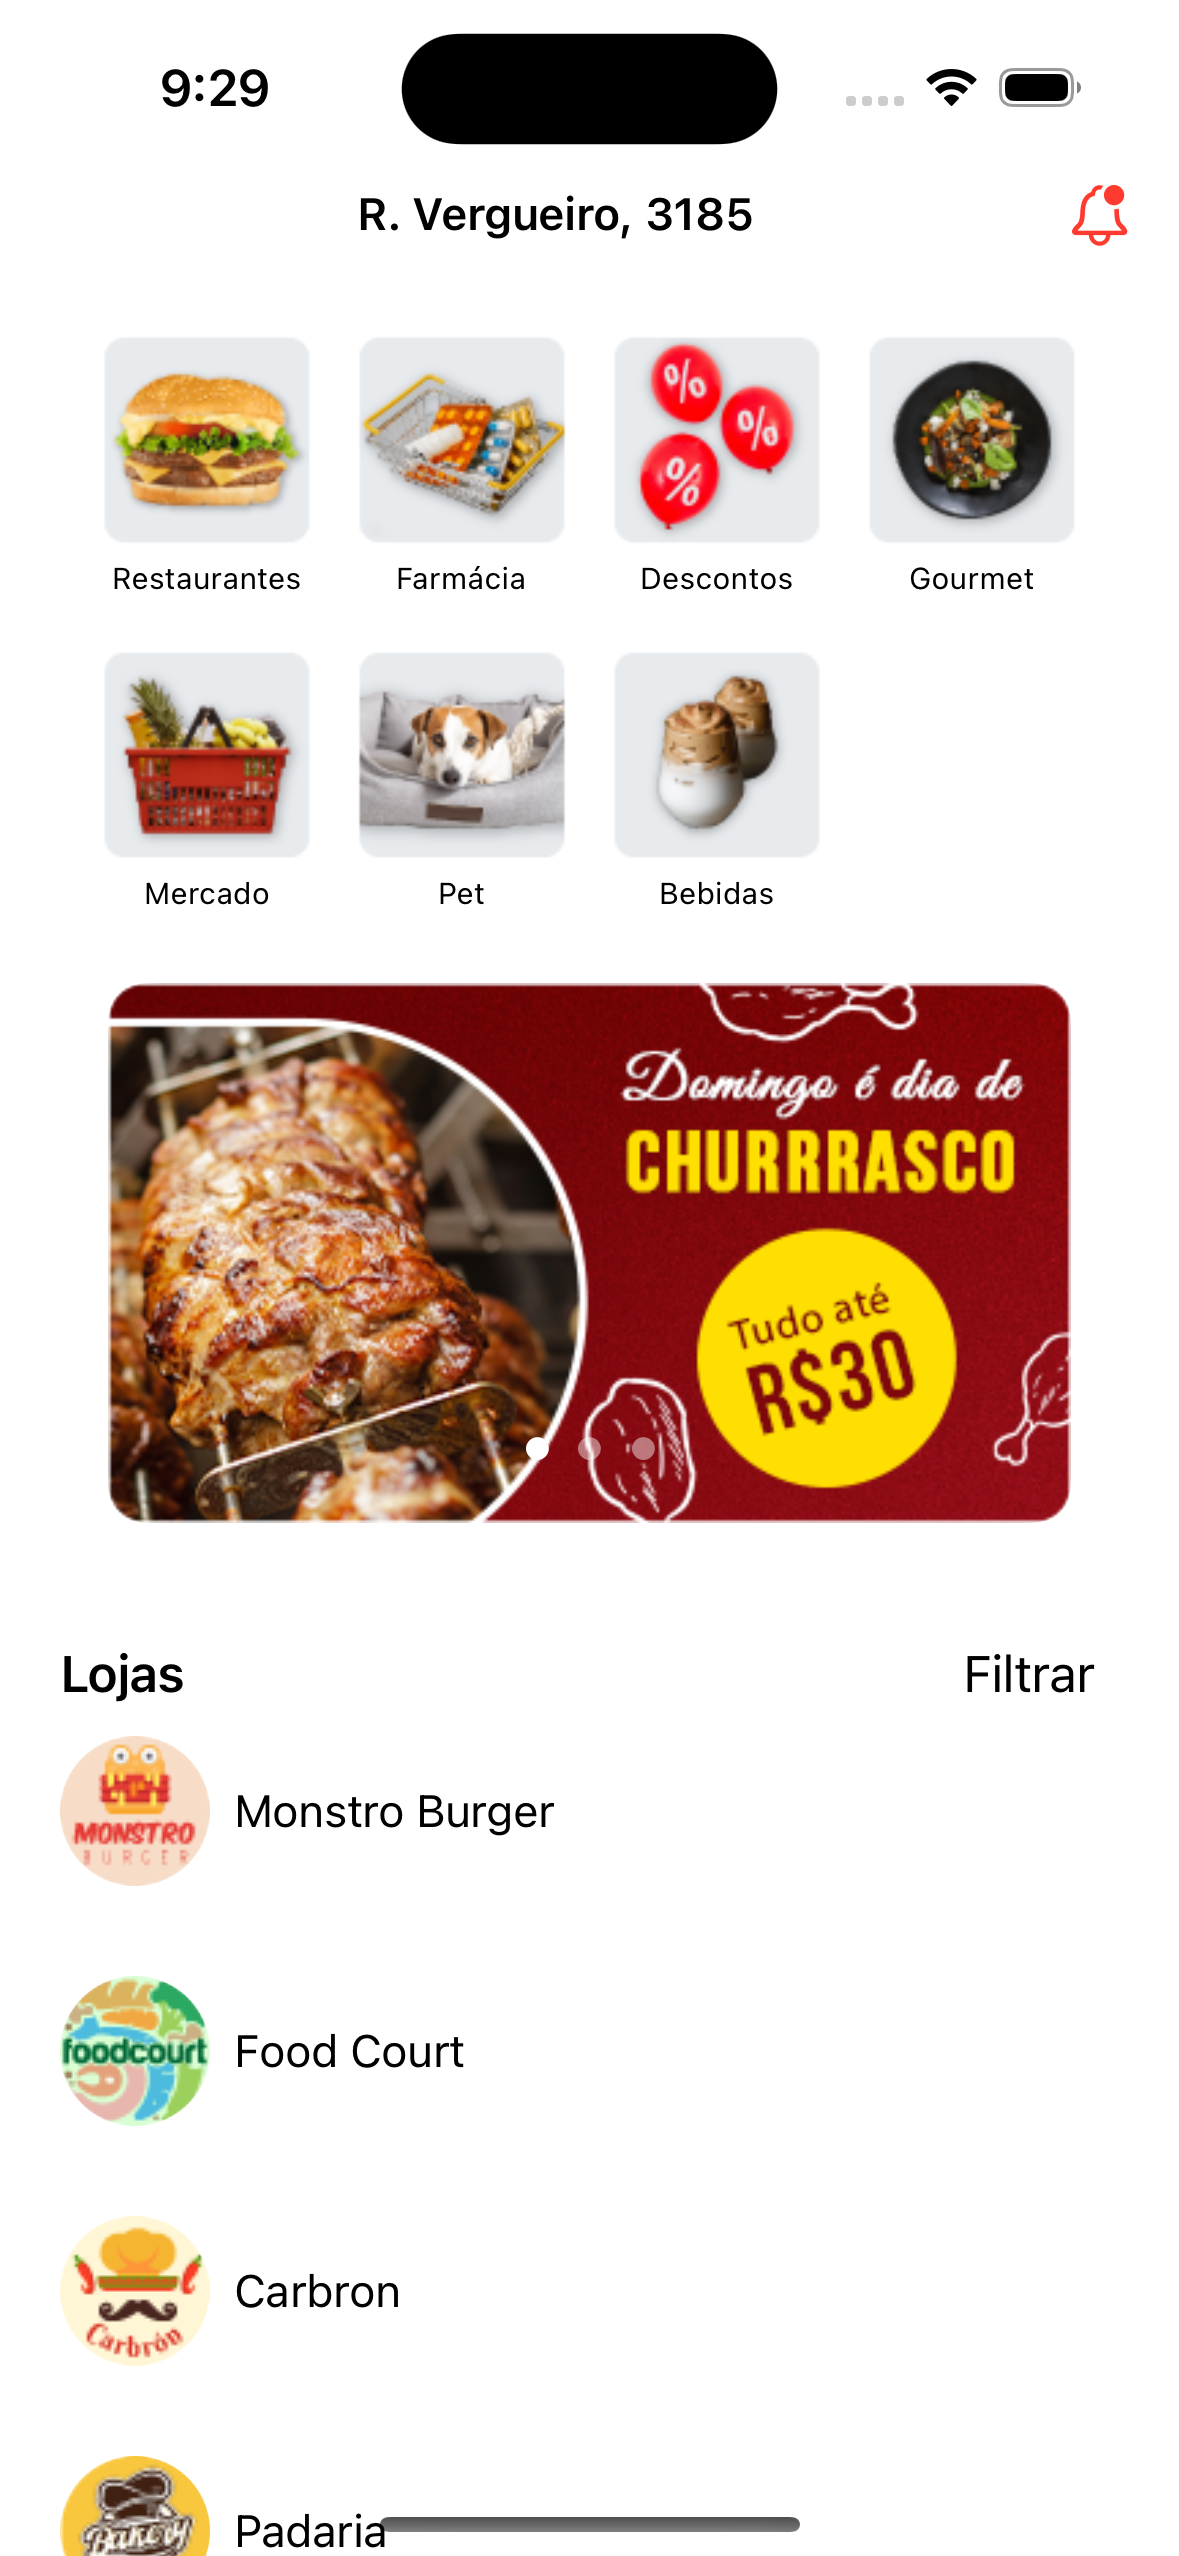 9:29
R. Vergueiro, 3185
% % %
Restaurantes Farmácia Descontos Gourmet
Mercado Pet Bebidas
Domingo é dia de
CHURRRASCO
Tudo até
R$30
Lojas Filtrar
MONSTRO
BURGER
Monstro Burger
foodcourt
Food Court
Carbrón
Carbron
Bakery
Padaria